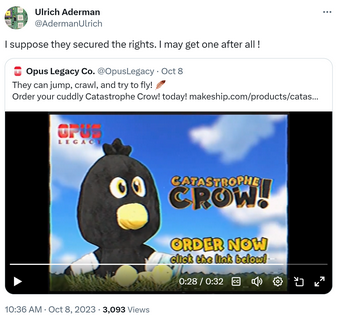 Ulrich Aderman
@AdermanUlrich
I suppose they secured the rights. I may get one after all !
Opus Legacy Co. @OpusLegacy · Oct 8
They can jump, crawl, and try to fly!
Order your cuddly Catastrophe Crow! today! makeship.com/products/catas...
OPUS
LEGACY
CATASTROPHE
CROW!
ORDER NOW
click the link below!
0:28 / 0:32
10:36 AM · Oct 8, 2023 · 3,093 Views